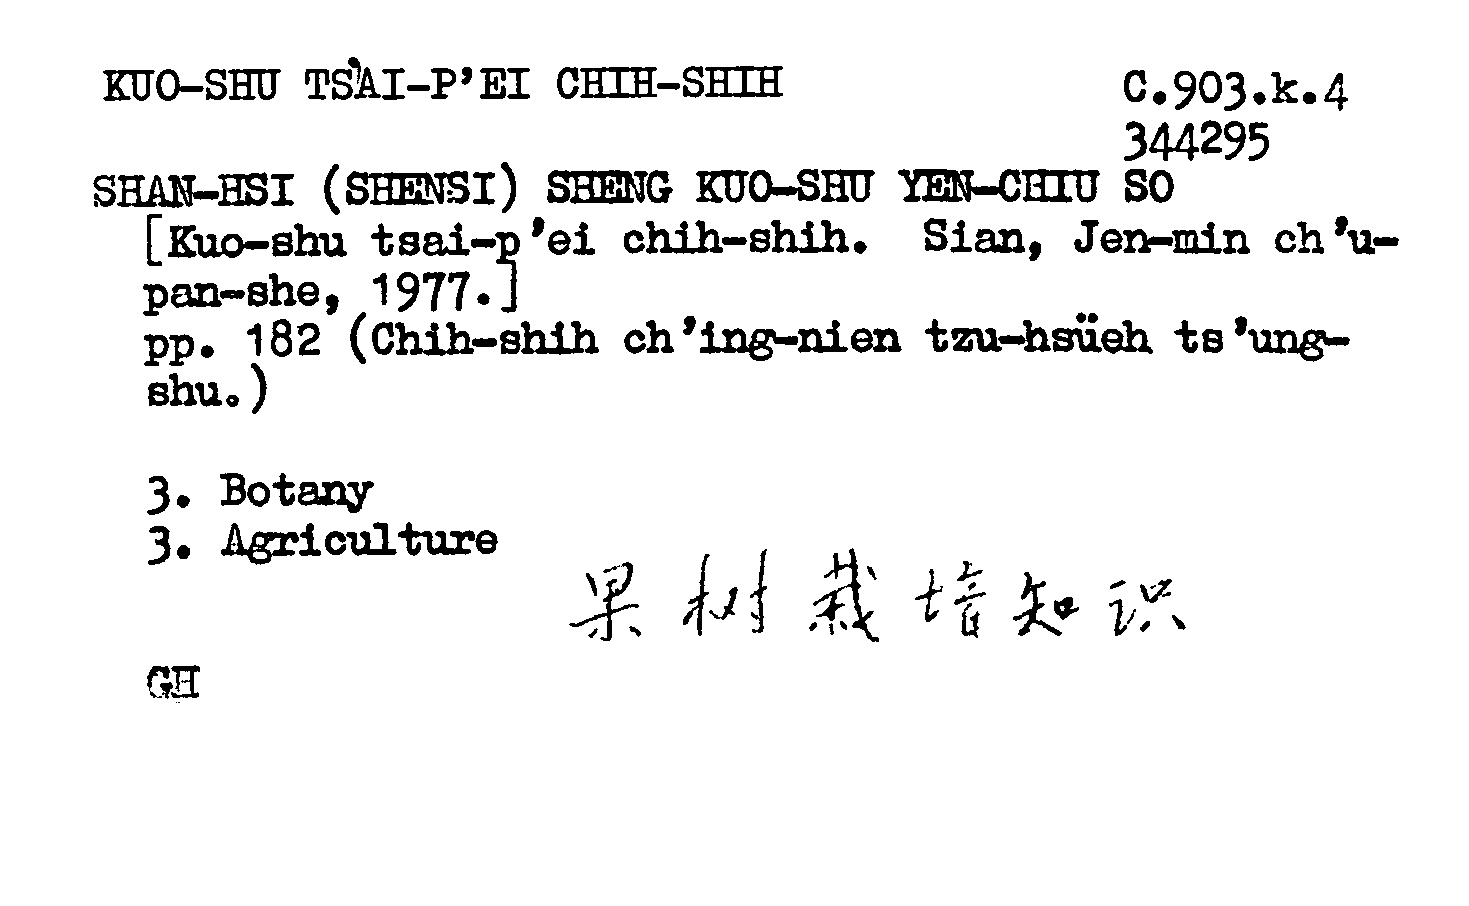 KUO-SHU TS'AI-P'EI CHIH-SHIH
C.903.k.4
344295
SHAN-HSI (SHENSI) SHENG KUO-SHU YEN-CHIU SO
[Kuo-shu tsai-p'ei chih-shih. Sian, Jen-min ch'u-
pan-she, 1977.]
pp. 182 (Chih-shih ch'ing-nien tzu-hsüeh ts'ung-
shu.)
3. Botany
3. Agriculture
果树栽培知识
GH